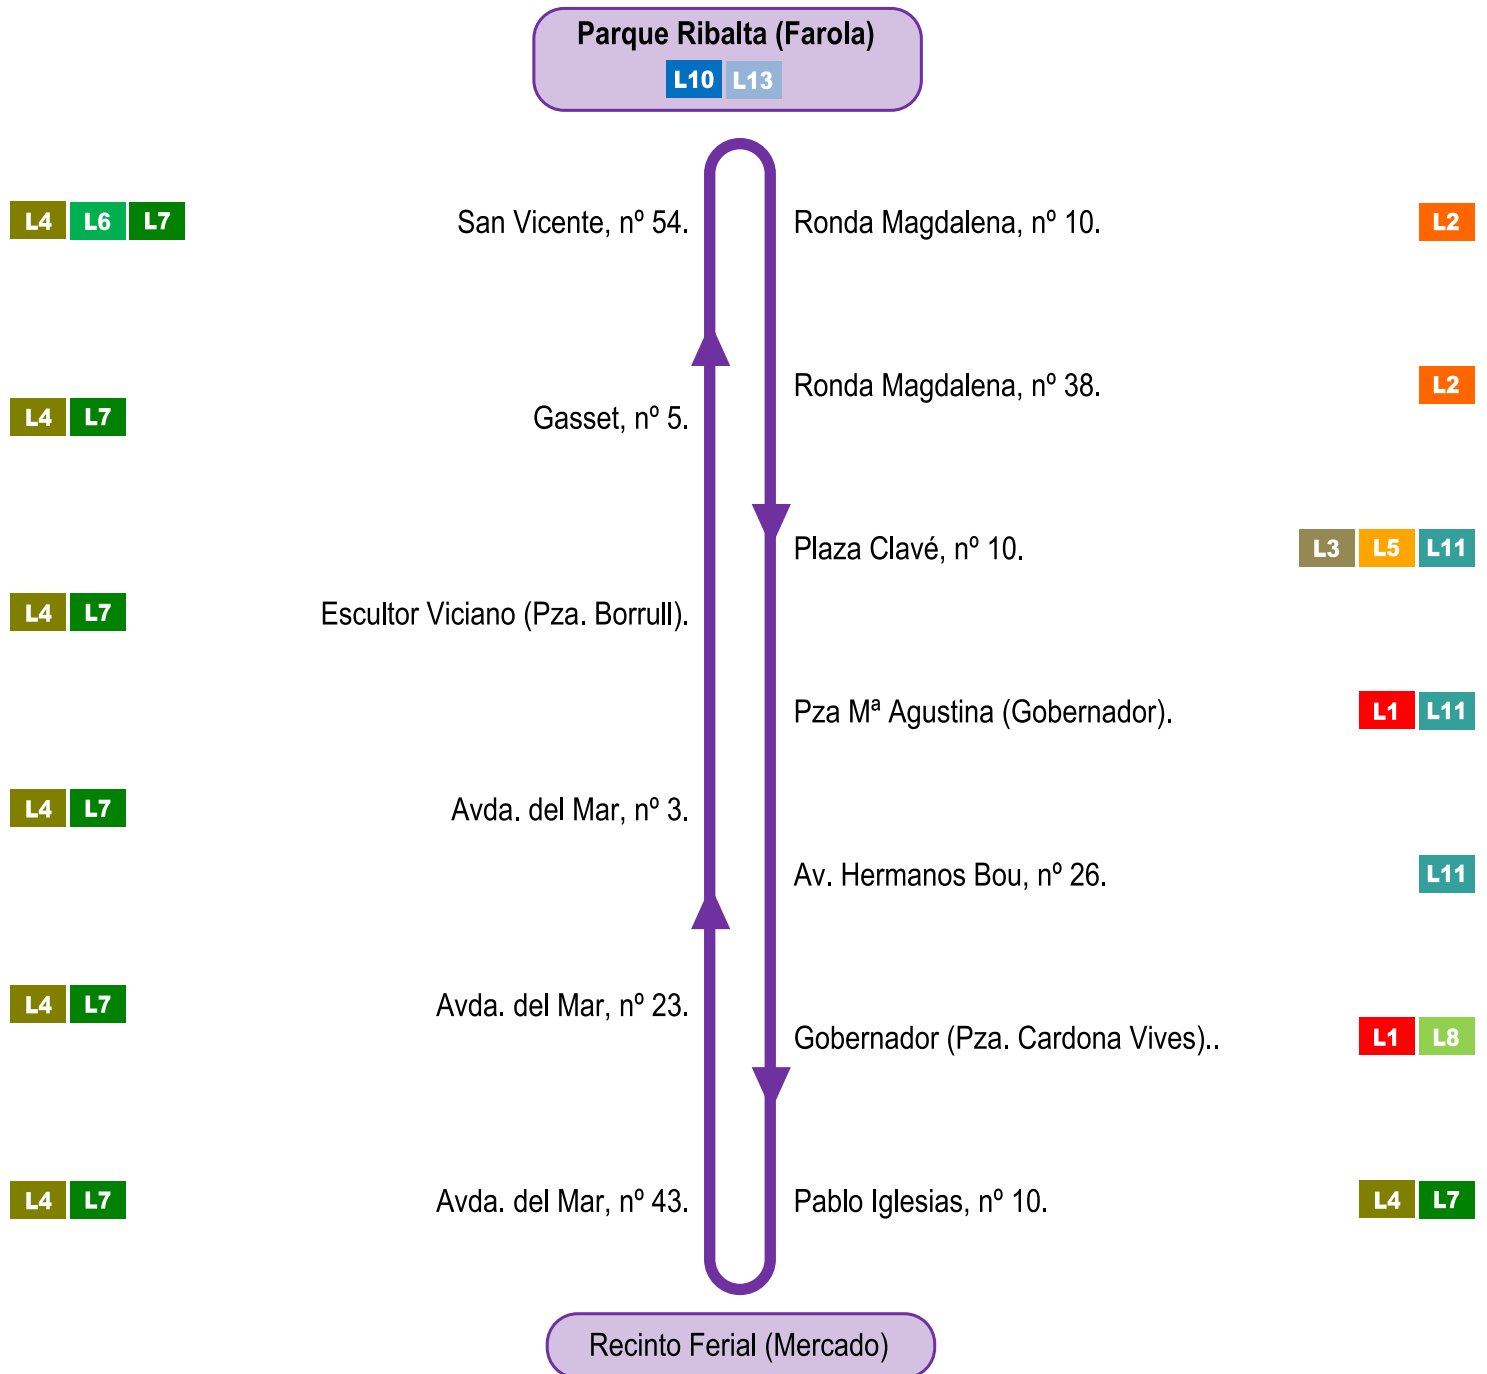 Parque Ribalta (Farola)
L10 L13
L4 L6 L7 San Vicente, nº 54. Ronda Magdalena, nº 10. L2
Ronda Magdalena, nº 38. L2
L4 L7 Gasset, nº 5.
Plaza Clavé, nº 10. L3 L5 L11
L4 L7 Escultor Viciano (Pza. Borrull).
Pza Mª Agustina (Gobernador). L1 L11
L4 L7 Avda. del Mar, nº 3.
Av. Hermanos Bou, nº 26. L11
L4 L7 Avda. del Mar, nº 23.
Gobernador (Pza. Cardona Vives).. L1 L8
L4 L7 Avda. del Mar, nº 43. Pablo Iglesias, nº 10. L4 L7
Recinto Ferial (Mercado)